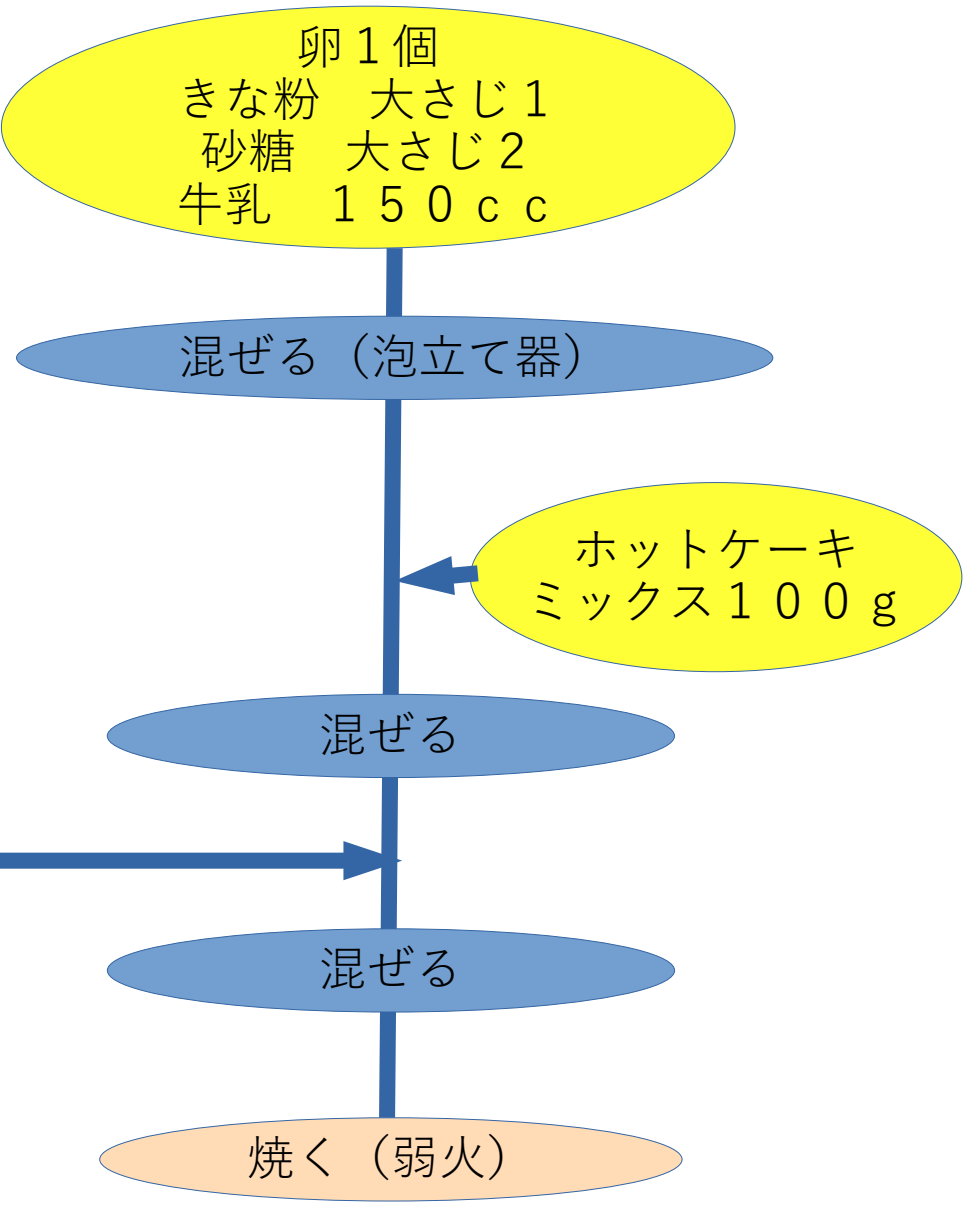 卵１個
きな粉　大さじ１
砂糖　大さじ２
牛乳　１５０ｃｃ
混ぜる（泡立て器）
ホットケーキ
ミックス１００ｇ
混ぜる
混ぜる
焼く（弱火）